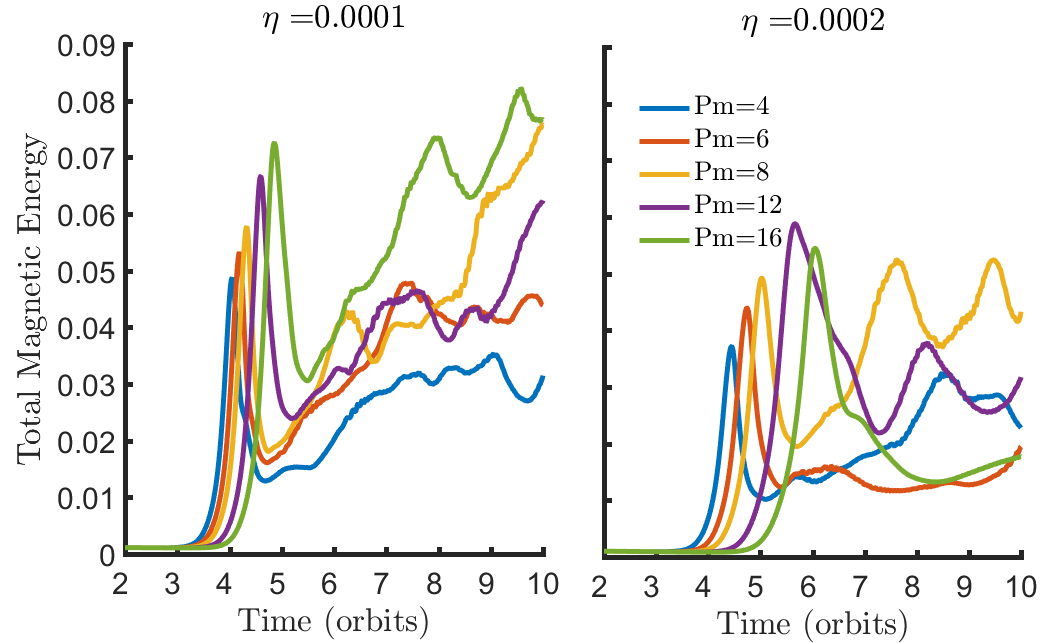 η =0.0001
η =0.0002
Total Magnetic Energy
0.09
0.08
0.07
0.06
0.05
0.04
0.03
0.02
0.01
0
2 3 4 5 6 7 8 9 10
Time (orbits)
Pm=4
Pm=6
Pm=8
Pm=12
Pm=16
2 3 4 5 6 7 8 9 10
Time (orbits)